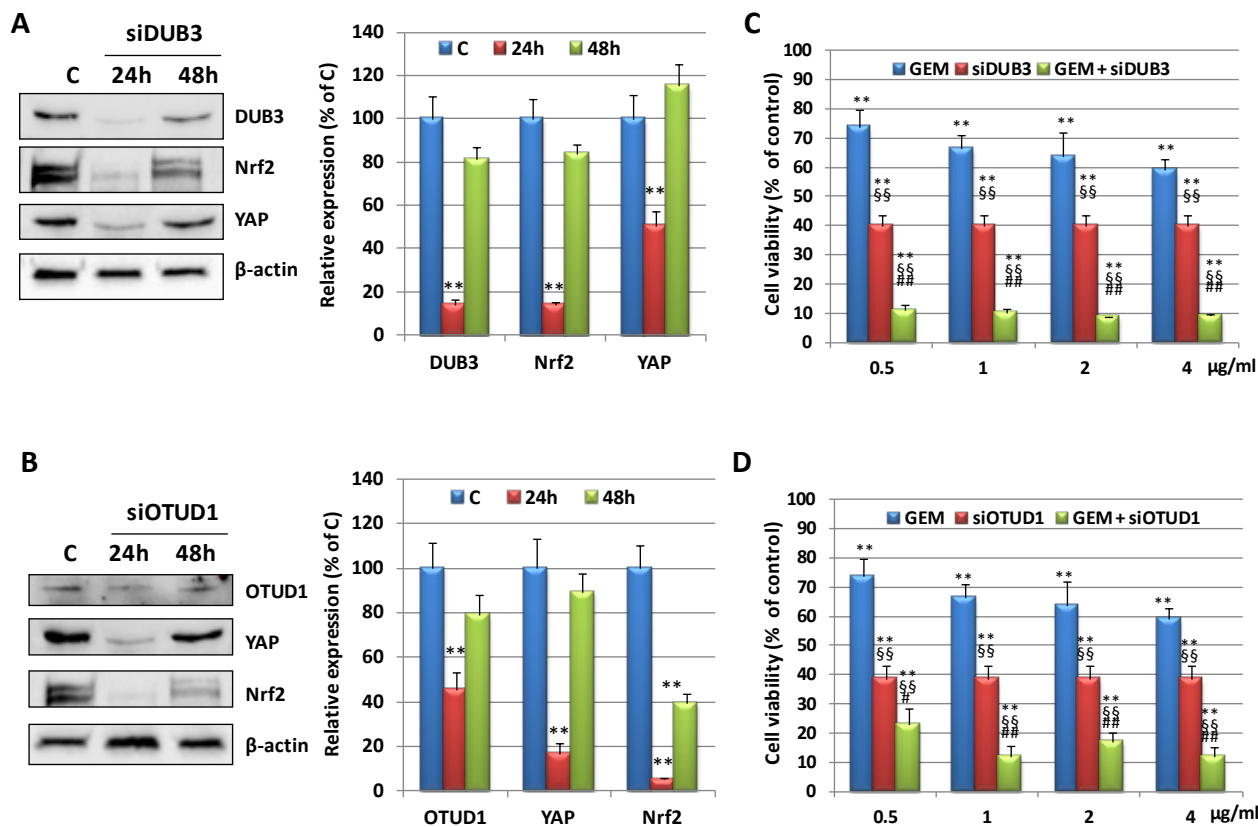 A
siDUB3
C 24h 48h
DUB3
Nrf2
YAP
β-actin
Relative expression (% of C)
140
120
100
80
60
40
20
0
C 24h 48h
** ** **
DUB3 Nrf2 YAP
C
Cell viability (% of control)
100
90
80
70
60
50
40
30
20
10
0
GEM siDUB3 GEM + siDUB3
** ** ** **
** ** ** **
§§ §§ §§ §§
** ** ** **
§§ §§ §§ §§
## ## ## ##
0.5 1 2 4 µg/ml
B
siOTUD1
C 24h 48h
OTUD1
YAP
Nrf2
β-actin
Relative expression (% of C)
140
120
100
80
60
40
20
0
C 24h 48h
** ** ** **
OTUD1 YAP Nrf2
D
Cell viability (% of control)
100
90
80
70
60
50
40
30
20
10
0
GEM siOTUD1 GEM + siOTUD1
** ** ** **
** ** ** **
§§ §§ §§ §§
** ** ** **
§§ §§ §§ §§
# ## ## ##
0.5 1 2 4 µg/ml